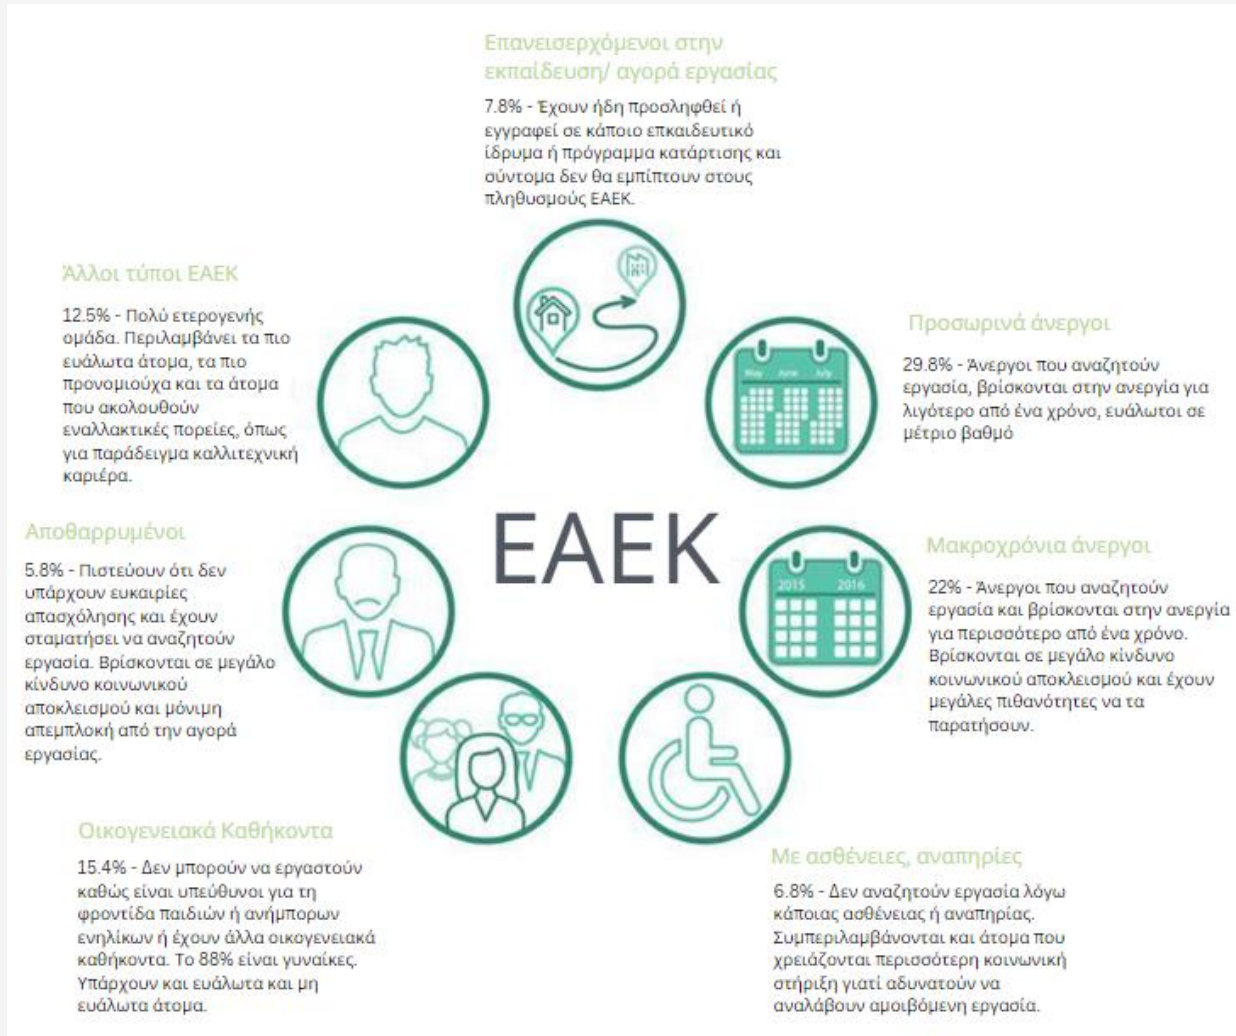 Επανεισερχόμενοι στην
εκπαίδευση/ αγορά εργασίας
7.8% - Έχουν ήδη προσληφθεί ή
εγγραφεί σε κάποιο επκαιδευτικό
ίδρυμα ή πρόγραμμα κατάρτισης και
σύντομα δεν θα εμπίπτουν στους
πληθυσμούς ΕΑΕΚ.
Άλλοι τύποι ΕΑΕΚ
12.5% - Πολύ ετερογενής
ομάδα. Περιλαμβάνει τα πιο
ευάλωτα άτομα, τα πιο
προνομιούχα και τα άτομα
που ακολουθούν
εναλλακτικές πορείες, όπως
για παράδειγμα καλλιτεχνική
καριέρα.
Προσωρινά άνεργοι
29.8% - Άνεργοι που αναζητούν
εργασία, βρίσκονται στην ανεργία για
λιγότερο από ένα χρόνο, ευάλωτοι σε
μέτριο βαθμό
May June July
ΕΑΕΚ
Αποθαρρυμένοι
5.8% - Πιστεύουν ότι δεν
υπάρχουν ευκαιρίες
απασχόλησης και έχουν
σταματήσει να αναζητούν
εργασία. Βρίσκονται σε μεγάλο
κίνδυνο κοινωνικού
αποκλεισμού και μόνιμη
απεμπλοκή από την αγορά
εργασίας.
Μακροχρόνια άνεργοι
22% - Άνεργοι που αναζητούν
εργασία και βρίσκονται στην ανεργία
για περισσότερο από ένα χρόνο.
Βρίσκονται σε μεγάλο κίνδυνο
κοινωνικού αποκλεισμού και έχουν
μεγάλες πιθανότητες να τα
παρατήσουν.
2015 2016
Οικογενειακά Καθήκοντα
15.4% - Δεν μπορούν να εργαστούν
καθώς είναι υπεύθυνοι για τη
φροντίδα παιδιών ή ανήμπορων
ενηλίκων ή έχουν άλλα οικογενειακά
καθήκοντα. Το 88% είναι γυναίκες.
Υπάρχουν και ευάλωτα και μη
ευάλωτα άτομα.
Με ασθένειες, αναπηρίες
6.8% - Δεν αναζητούν εργασία λόγω
κάποιας ασθένειας ή αναπηρίας.
Συμπεριλαμβάνονται και άτομα που
χρειάζονται περισσότερη κοινωνική
στήριξη γιατί αδυνατούν να
αναλάβουν αμοιβόμενη εργασία.